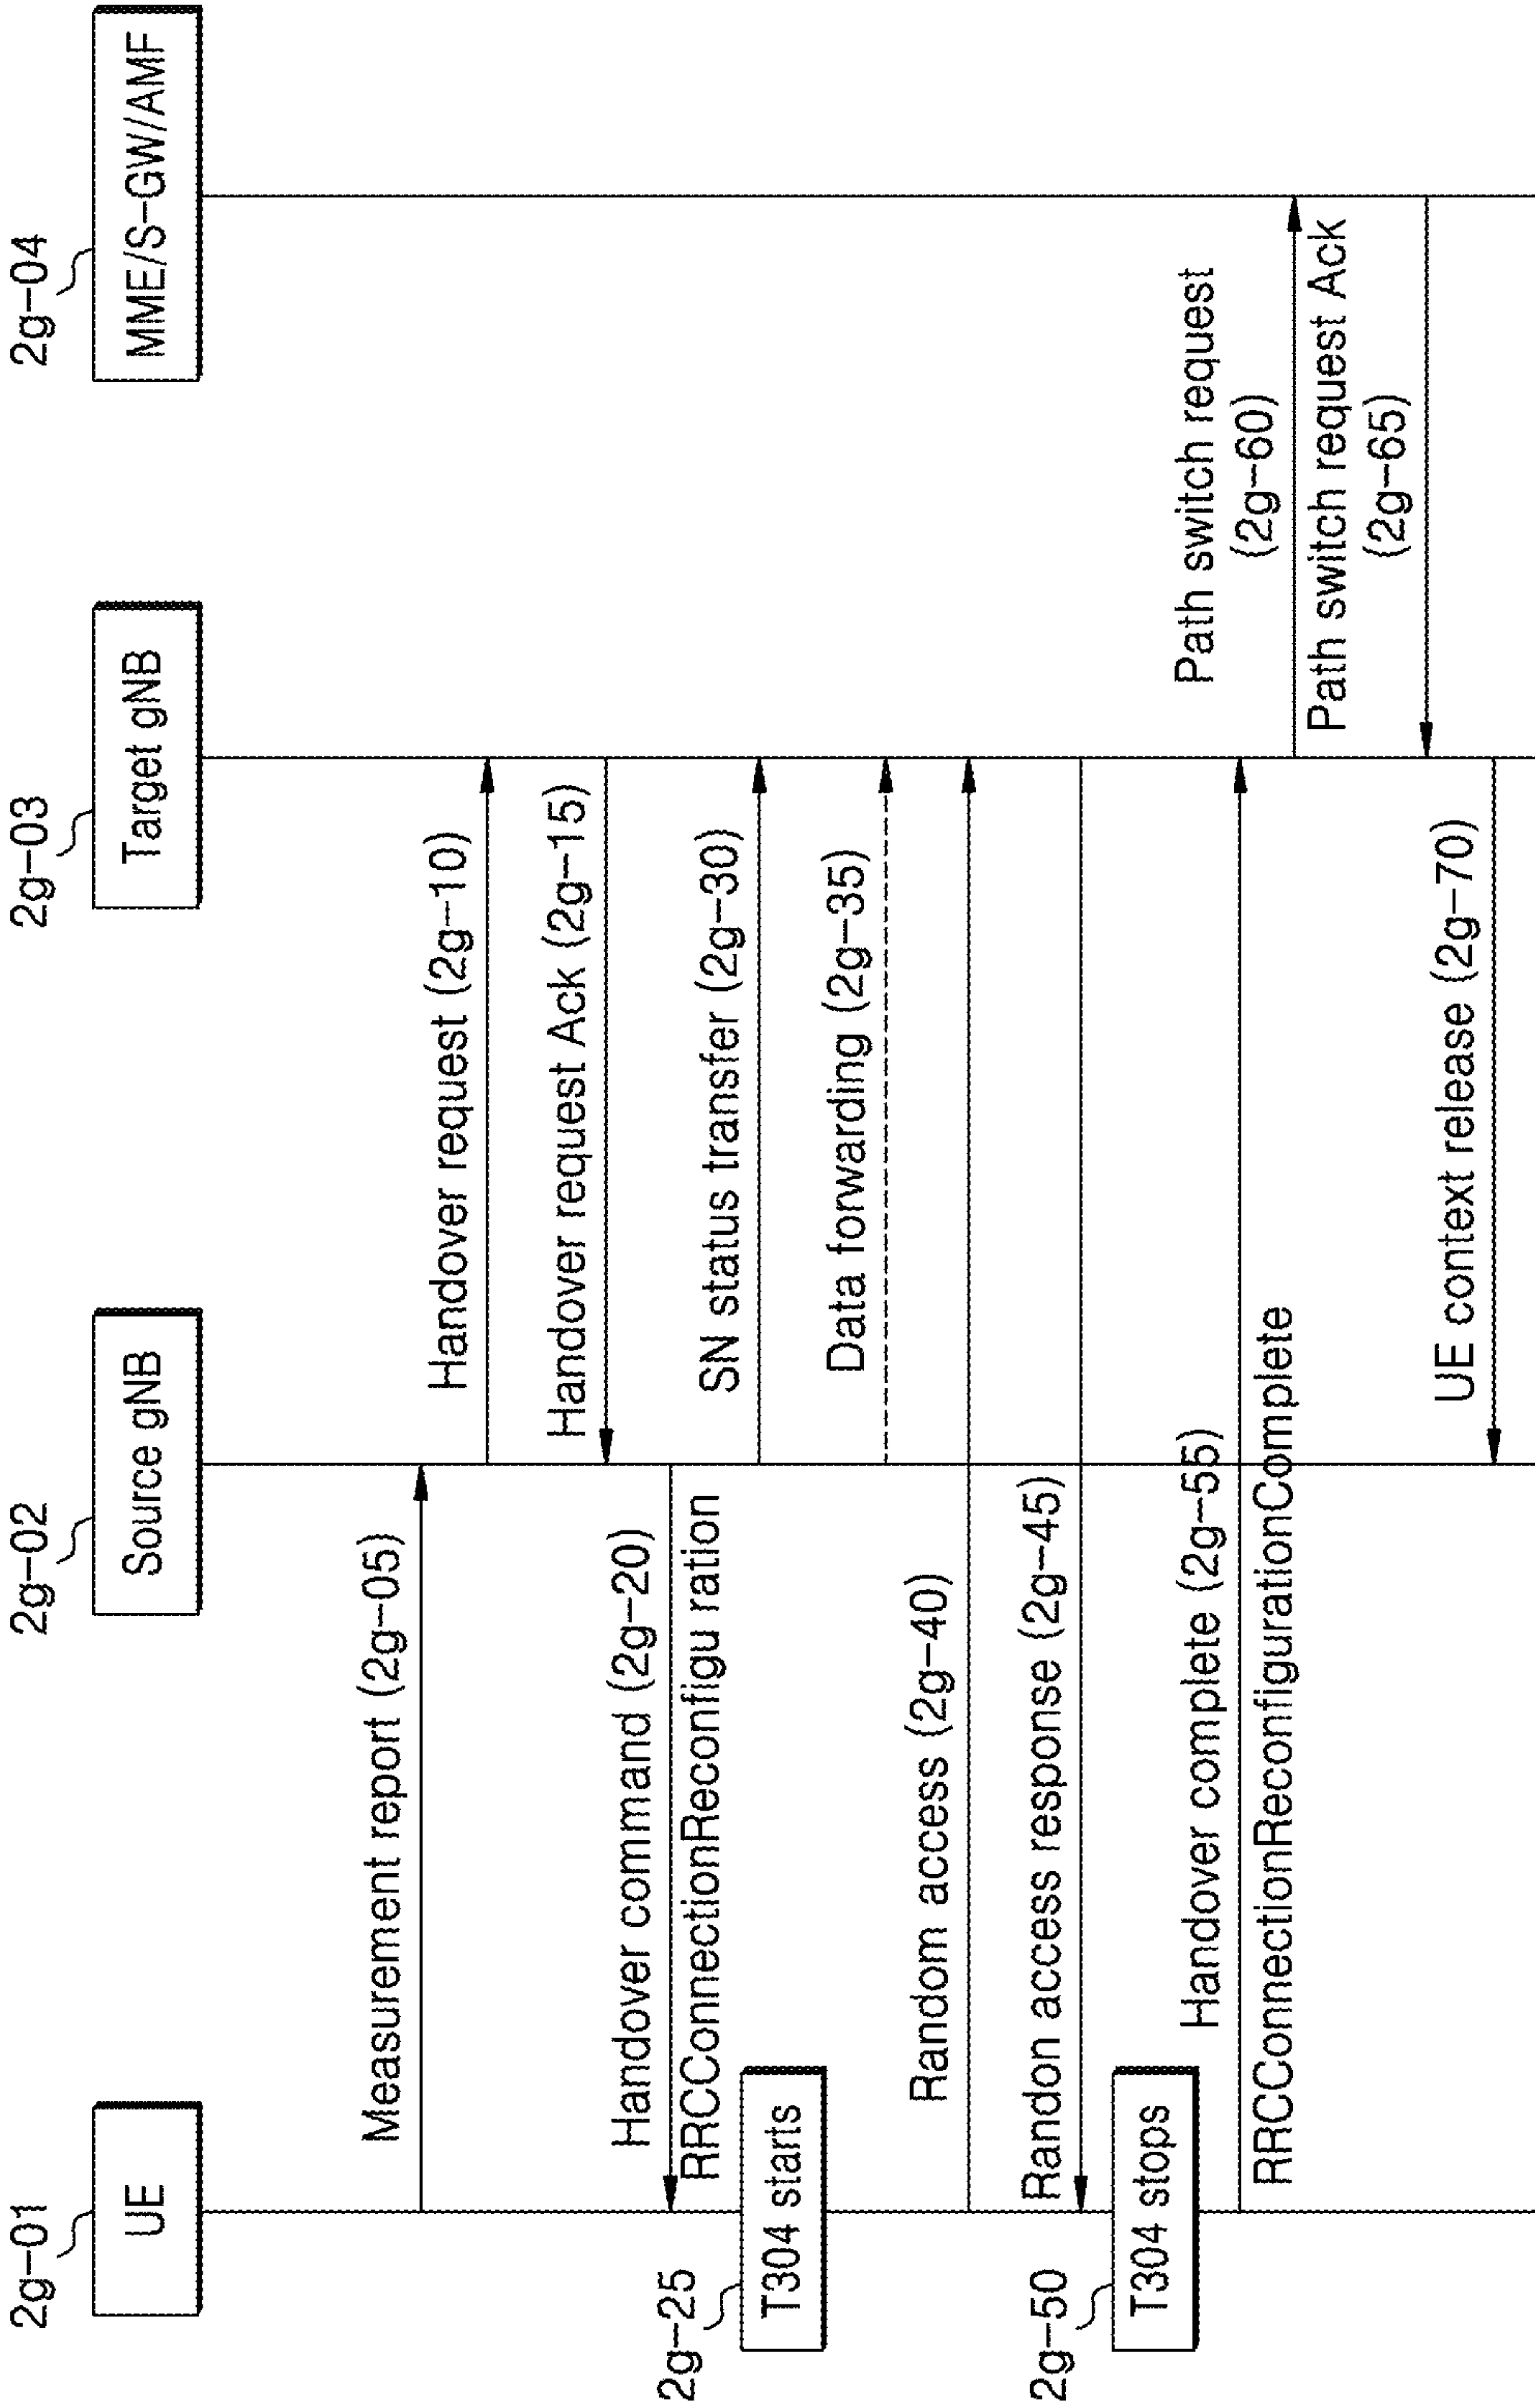 2g-01
UE
2g-02
Source gNB
2g-03
Target gNB
2g-04
MME/S-GW/AMF
Measurement report (2g-05)
Handover request (2g-10)
Handover request Ack (2g-15)
Handover command (2g-20)
RRCConnectionReconfigu ration
2g-25
T304 starts
SN status transfer (2g-30)
Data forwarding (2g-35)
Random access (2g-40)
Randon access response (2g-45)
2g-50
T304 stops
Handover complete (2g-55)
RRCConnectionReconfigurationComplete
Path switch request
(2g-60)
Path switch request Ack
(2g-65)
UE context release (2g-70)